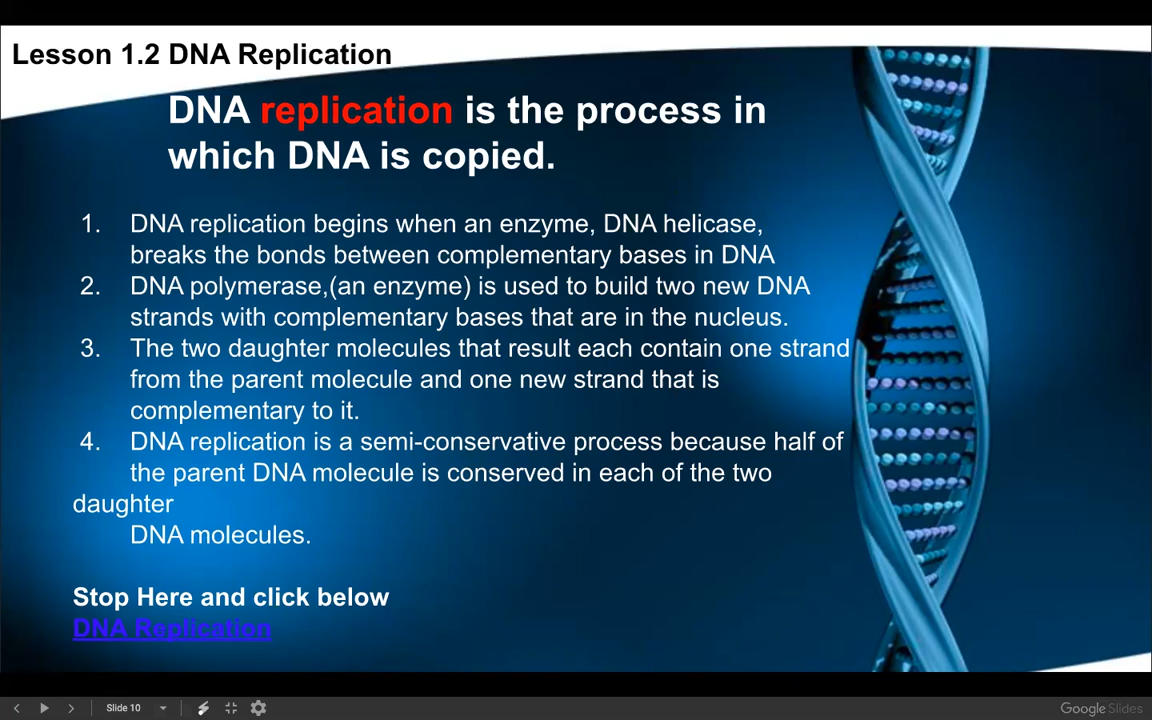 Lesson 1.2 DNA Replication
DNA replication is the process in
which DNA is copied.
1. DNA replication begins when an enzyme, DNA helicase,
breaks the bonds between complementary bases in DNA
2. DNA polymerase,(an enzyme) is used to build two new DNA
strands with complementary bases that are in the nucleus.
3. The two daughter molecules that result each contain one strand
from the parent molecule and one new strand that is
complementary to it.
4. DNA replication is a semi-conservative process because half of
the parent DNA molecule is conserved in each of the two
daughter
DNA molecules.
Stop Here and click below
DNA Replication
Slide 10
Google Slides